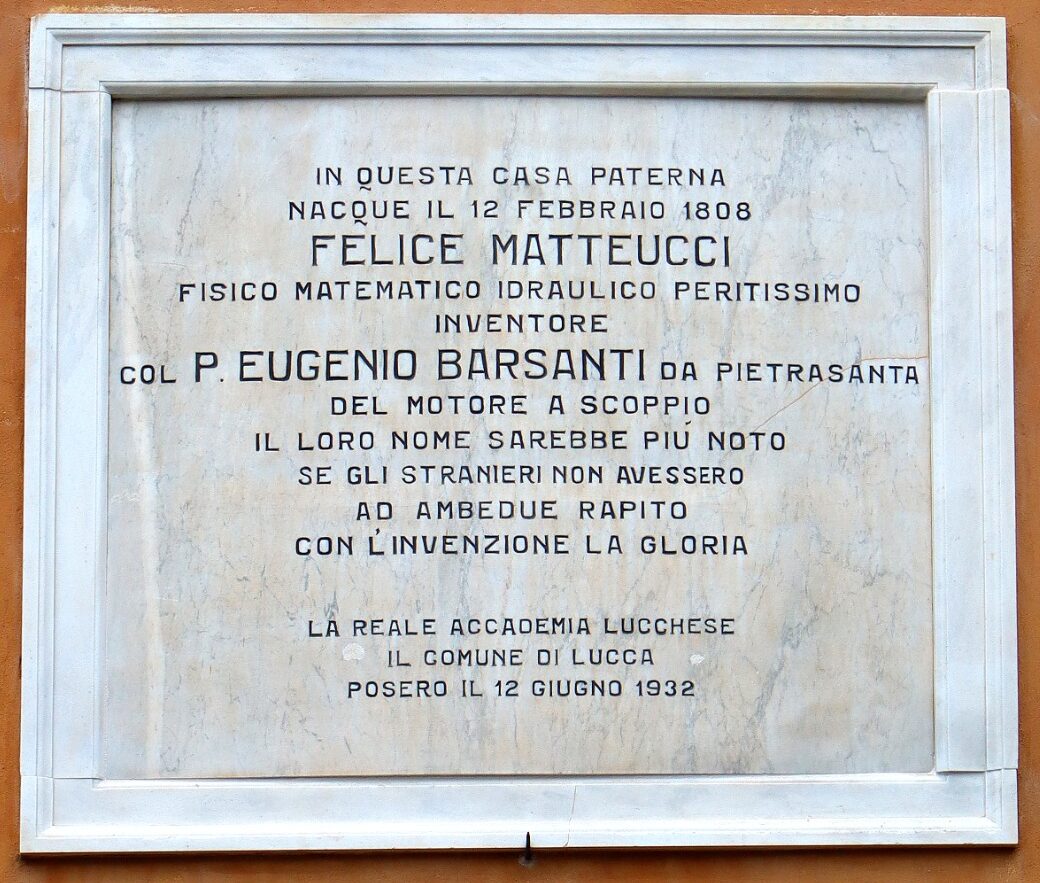 IN QUESTA CASA PATERNA
NACQUE IL 12 FEBBRAIO 1808
FELICE MATTEUCCI
FISICO MATEMATICO IDRAULICO PERITISSIMO
INVENTORE
COL P. EUGENIO BARSANTI DA PIETRASANTA
DEL MOTORE A SCOPPIO
IL LORO NOME SAREBBE PIÚ NOTO
SE GLI STRANIERI NON AVESSERO
AD AMBEDUE RAPITO
CON L'INVENZIONE LA GLORIA
LA REALE ACCADEMIA LUCCHESE
IL COMUNE DI LUCCA
POSERO IL 12 GIUGNO 1932